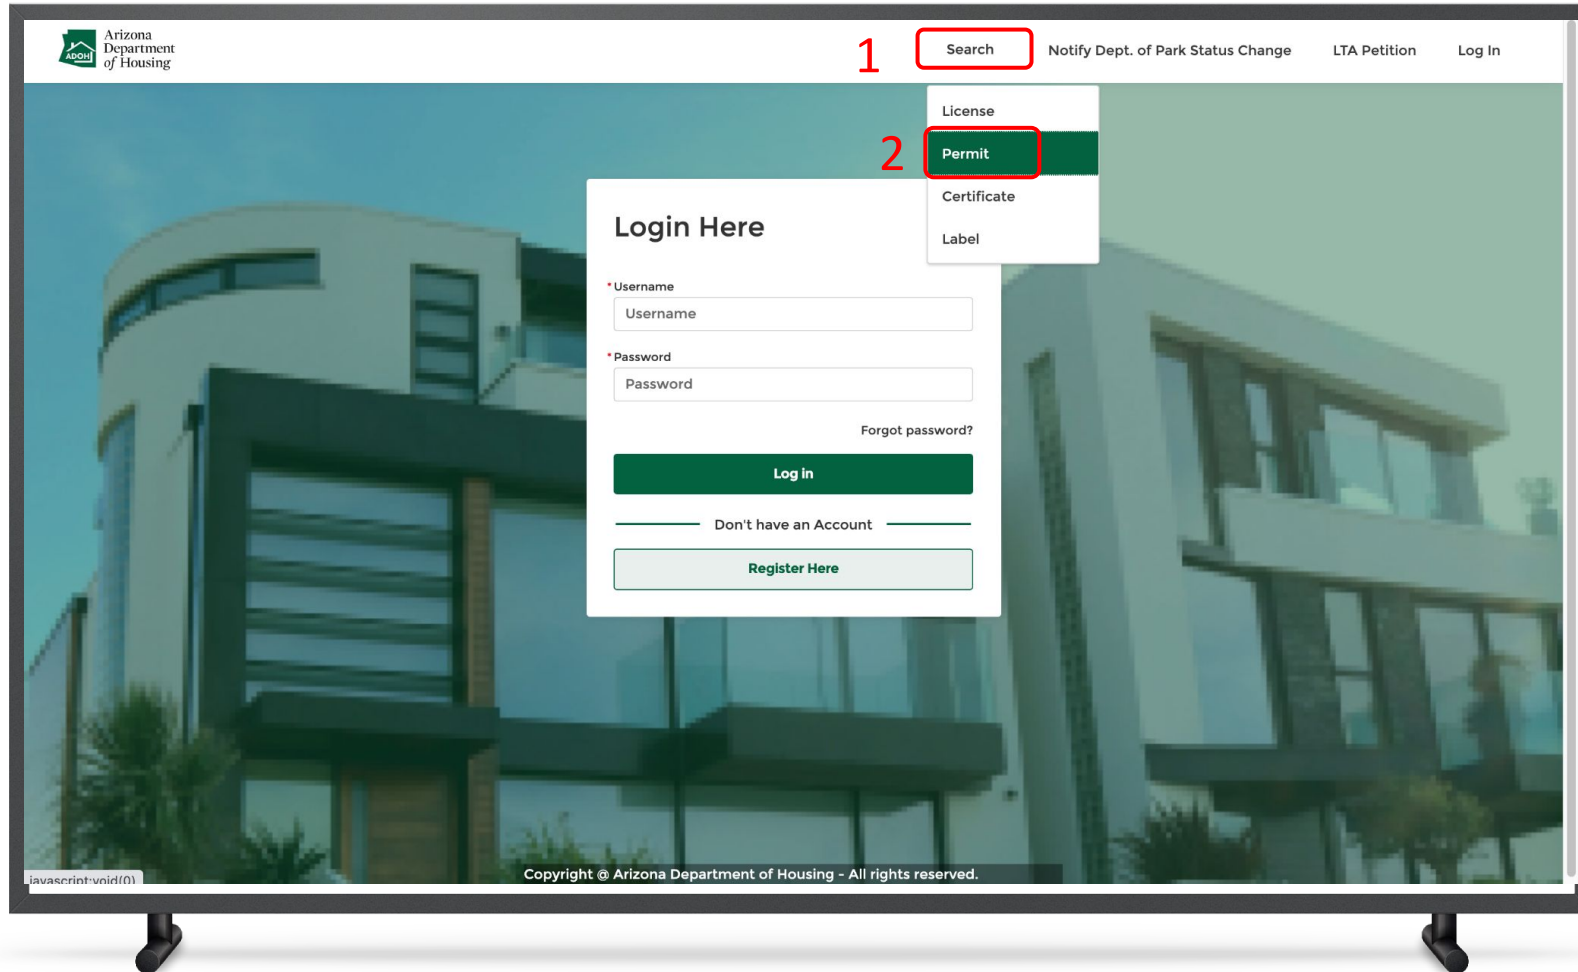 Arizona
Department
of Housing
ADOH
1
Search
Notify Dept. of Park Status Change
LTA Petition
Log In
License
2
Permit
Certificate
Label
Login Here
*Username
Username
*Password
Password
Forgot password?
Log in
Don't have an Account
Register Here
Copyright @ Arizona Department of Housing - All rights reserved.
javascript:void(0)